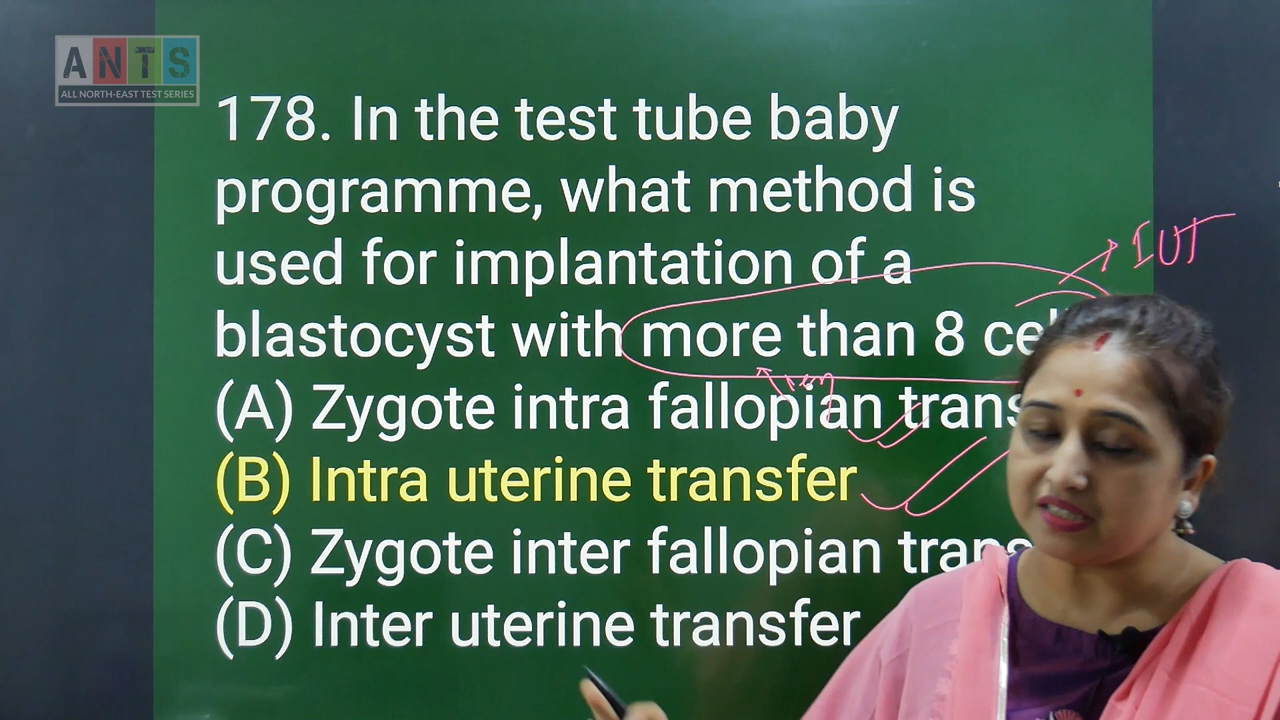 ANTS
ALL NORTH-EAST TEST SERIES
178. In the test tube baby
programme, what method is
used for implantation of a
IUT
blastocyst with more than 8
(A) Zygote intra fallopian
(B) Intra uterine transfer
(C) Zygote inter fallopian
(D) Inter uterine transfer